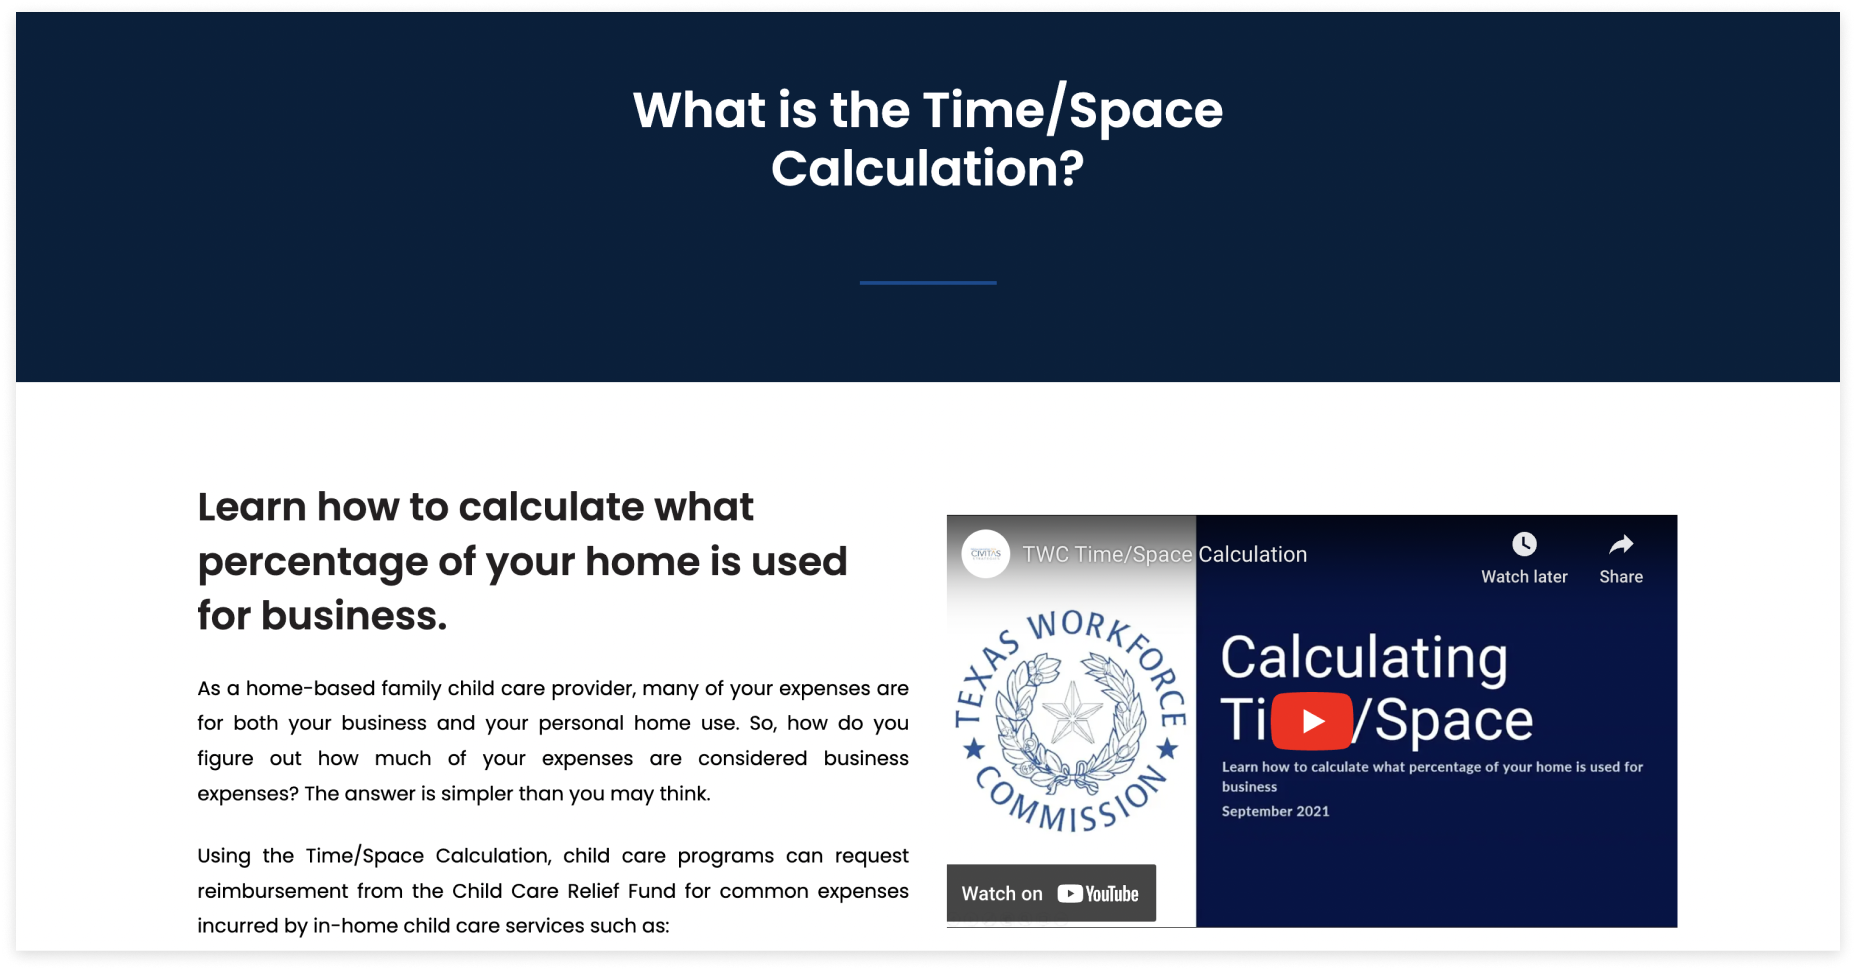 What is the Time/Space
Calculation?
Learn how to calculate what
percentage of your home is used
for business.
As a home-based family child care provider, many of your expenses are
for both your business and your personal home use. So, how do you
figure out how much of your expenses are considered business
expenses? The answer is simpler than you may think.
Using the Time/Space Calculation, child care programs can request
reimbursement from the Child Care Relief Fund for common expenses
incurred by in-home child care services such as:
CIVITAS
TWC Time/Space Calculation
Watch later
Share
TEXAS WORKFORCE
COMMISSION
Calculating
Ti /Space
Learn how to calculate what percentage of your home is used for
business
September 2021
Watch on YouTube